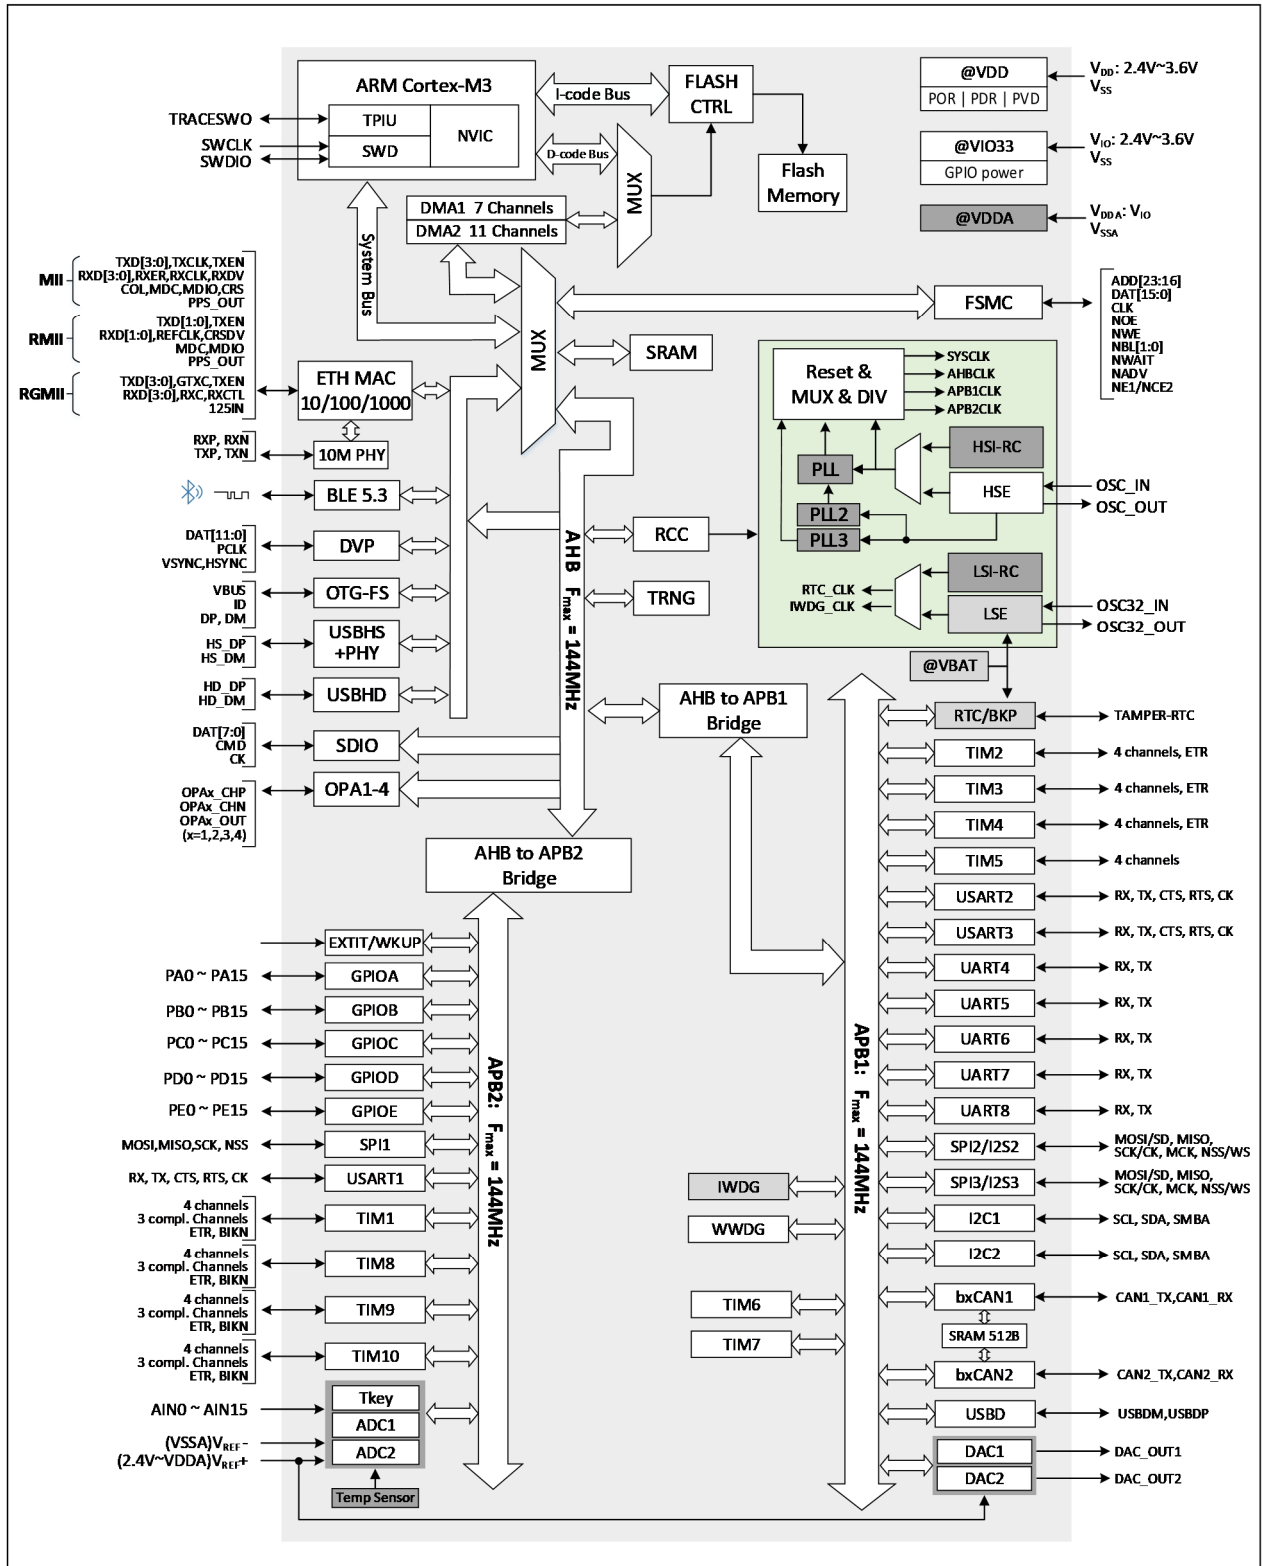 ARM Cortex-M3
TPIU
SWD
NVIC
TRACESWO
SWCLK
SWDIO
I-code Bus
D-code Bus
FLASH
CTRL
Flash
Memory
MUX
DMA1 7 Channels
DMA2 11 Channels
System Bus
MUX
@VDD
POR | PDR | PVD
VDD: 2.4V~3.6V
VSS
@VIO33
GPIO power
VIO: 2.4V~3.6V
VSS
@VDDA
VDDA: VIO
VSSA
MII
TXD[3:0],TXCLK,TXEN
RXD[3:0],RXER,RXCLK,RXDV
COL,MDC,MDIO,CRS
PPS_OUT
RMII
TXD[1:0],TXEN
RXD[1:0],REFCLK,CRSDV
MDC,MDIO
PPS_OUT
RGMII
TXD[3:0],GTXC,TXEN
RXD[3:0],RXC,RXCTL
125IN
ETH MAC
10/100/1000
RXP, RXN
TXP, TXN
10M PHY
BLE 5.3
DAT[11:0]
PCLK
VSYNC,HSYNC
DVP
VBUS
ID
DP, DM
OTG-FS
HS_DP
HS_DM
USBHS
+PHY
HD_DP
HD_DM
USBHD
DAT[7:0]
CMD
CK
SDIO
OPAx_CHP
OPAx_CHN
OPAx_OUT
(x=1,2,3,4)
OPA1-4
AHB Fmax = 144MHz
FSMC
ADD[23:16]
DAT[15:0]
CLK
NOE
NWE
NBL[1:0]
NWAIT
NADV
NE1/NCE2
SRAM
RCC
TRNG
Reset &
MUX & DIV
SYSCLK
AHBCLK
APB1CLK
APB2CLK
HSI-RC
PLL
HSE
OSC_IN
OSC_OUT
PLL2
PLL3
LSI-RC
RTC_CLK
IWDG_CLK
LSE
OSC32_IN
OSC32_OUT
@VBAT
AHB to APB1
Bridge
AHB to APB2
Bridge
RTC/BKP
TAMPER-RTC
TIM2
4 channels, ETR
TIM3
4 channels, ETR
TIM4
4 channels, ETR
TIM5
4 channels
USART2
RX, TX, CTS, RTS, CK
USART3
RX, TX, CTS, RTS, CK
UART4
RX, TX
UART5
RX, TX
UART6
RX, TX
UART7
RX, TX
UART8
RX, TX
SPI2/I2S2
MOSI/SD, MISO,
SCK/CK, MCK, NSS/WS
SPI3/I2S3
MOSI/SD, MISO,
SCK/CK, MCK, NSS/WS
I2C1
SCL, SDA, SMBA
I2C2
SCL, SDA, SMBA
bxCAN1
CAN1_TX,CAN1_RX
SRAM 512B
bxCAN2
CAN2_TX,CAN2_RX
USBD
USBDM,USBDP
DAC1
DAC_OUT1
DAC2
DAC_OUT2
APB1: Fmax = 144MHz
IWDG
WWDG
TIM6
TIM7
EXTIT/WKUP
PA0 ~ PA15
GPIOA
PB0 ~ PB15
GPIOB
PC0 ~ PC15
GPIOC
PD0 ~ PD15
GPIOD
PE0 ~ PE15
GPIOE
MOSI,MISO,SCK, NSS
SPI1
RX, TX, CTS, RTS, CK
USART1
4 channels
3 compl. Channels
ETR, BIKN
TIM1
4 channels
3 compl. Channels
ETR, BIKN
TIM8
4 channels
3 compl. Channels
ETR, BIKN
TIM9
4 channels
3 compl. Channels
ETR, BIKN
TIM10
APB2: Fmax = 144MHz
AIN0 ~ AIN15
(VSSA)VREF-
(2.4V~VDDA)VREF+
Tkey
ADC1
ADC2
Temp Sensor